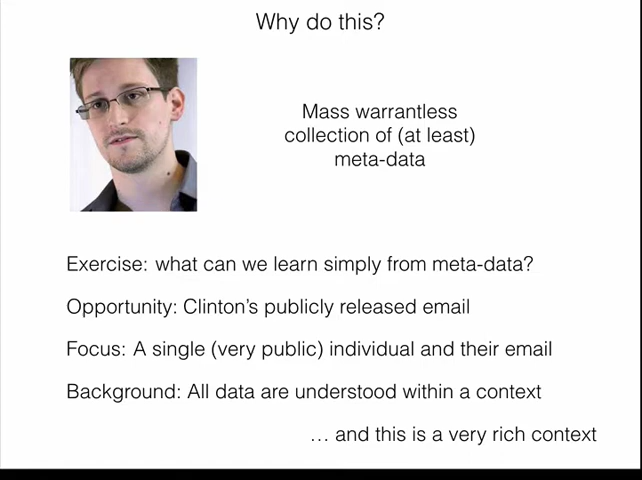 Why do this?
Mass warrantless
collection of (at least)
meta-data
Exercise: what can we learn simply from meta-data?
Opportunity: Clinton's publicly released email
Focus: A single (very public) individual and their email
Background: All data are understood within a context
... and this is a very rich context